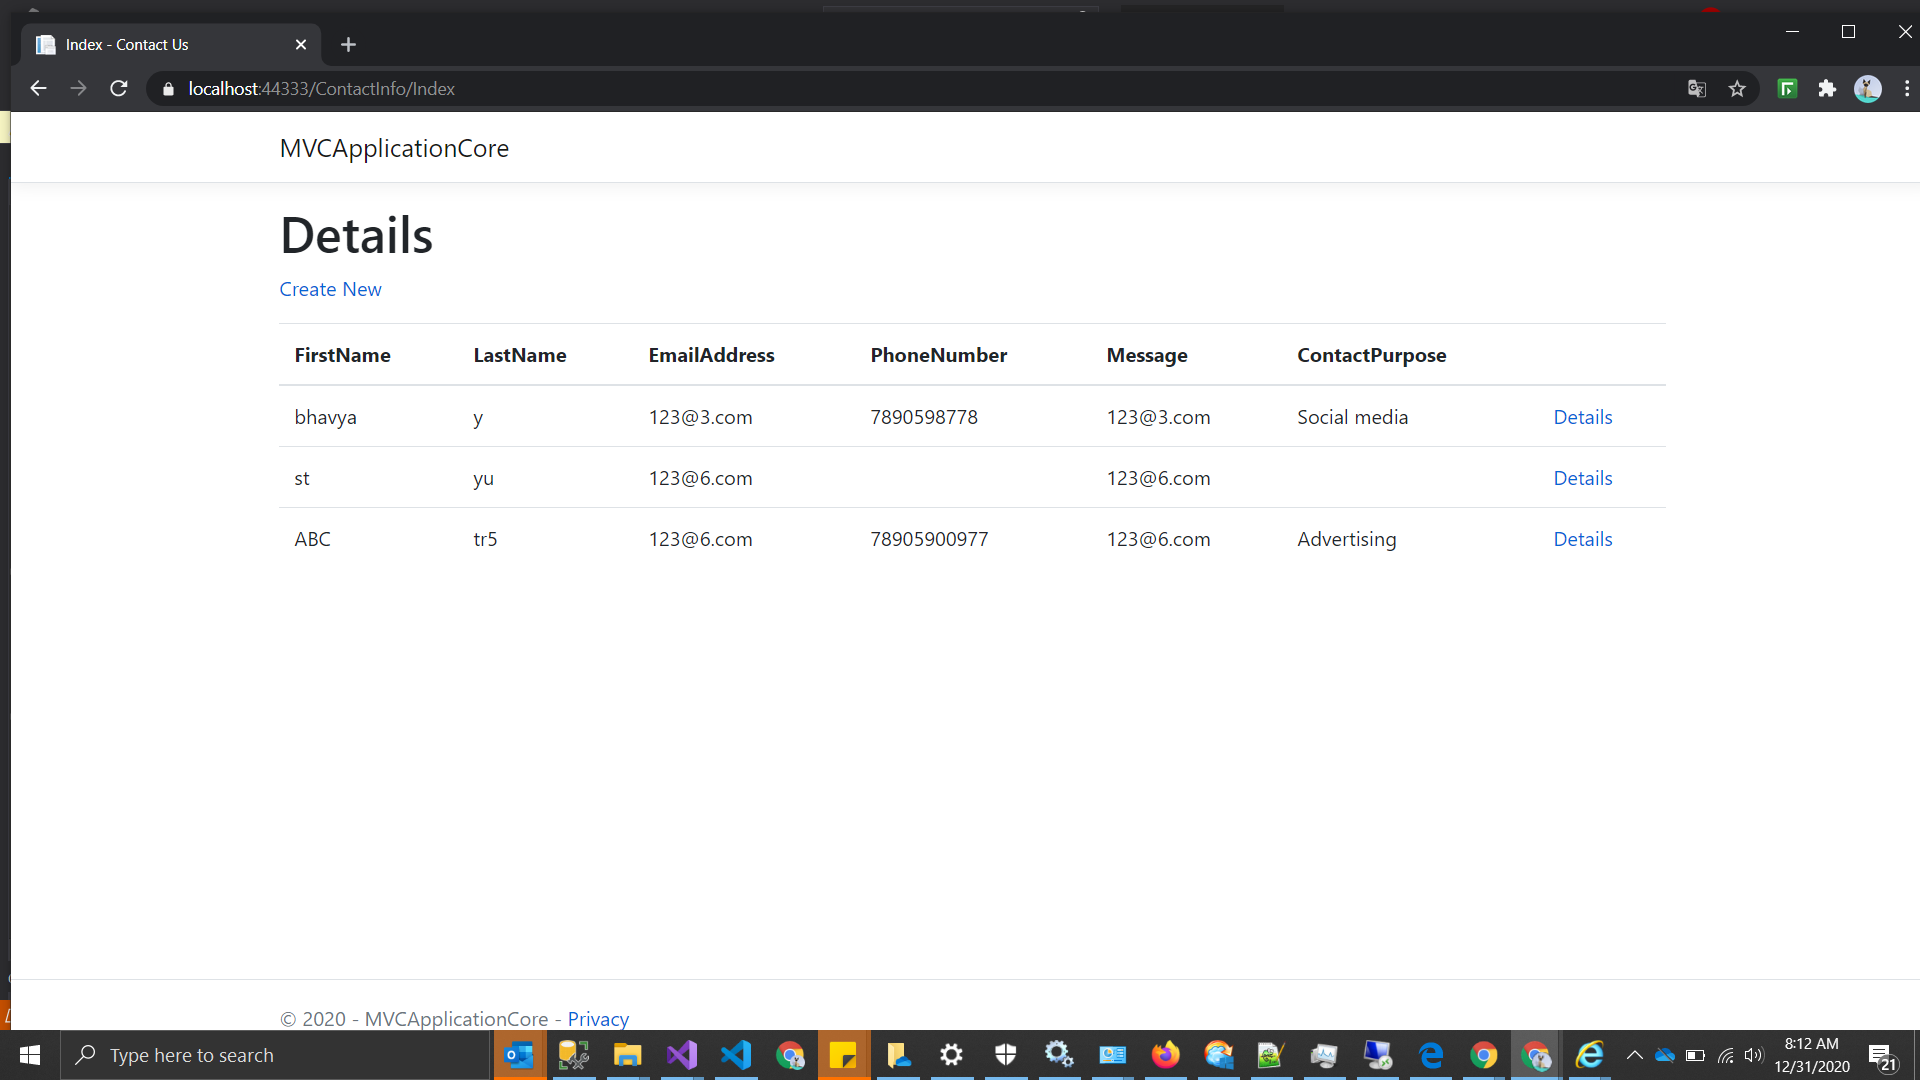 Index - Contact Us
localhost:44333/ContactInfo/Index
MVCApplicationCore
Details
Create New
FirstName LastName EmailAddress PhoneNumber Message ContactPurpose
bhavya y 123@3.com 7890598778 123@3.com Social media Details
st yu 123@6.com 123@6.com Details
ABC tr5 123@6.com 78905900977 123@6.com Advertising Details
© 2020 - MVCApplicationCore - Privacy
Type here to search
8:12 AM
12/31/2020
21